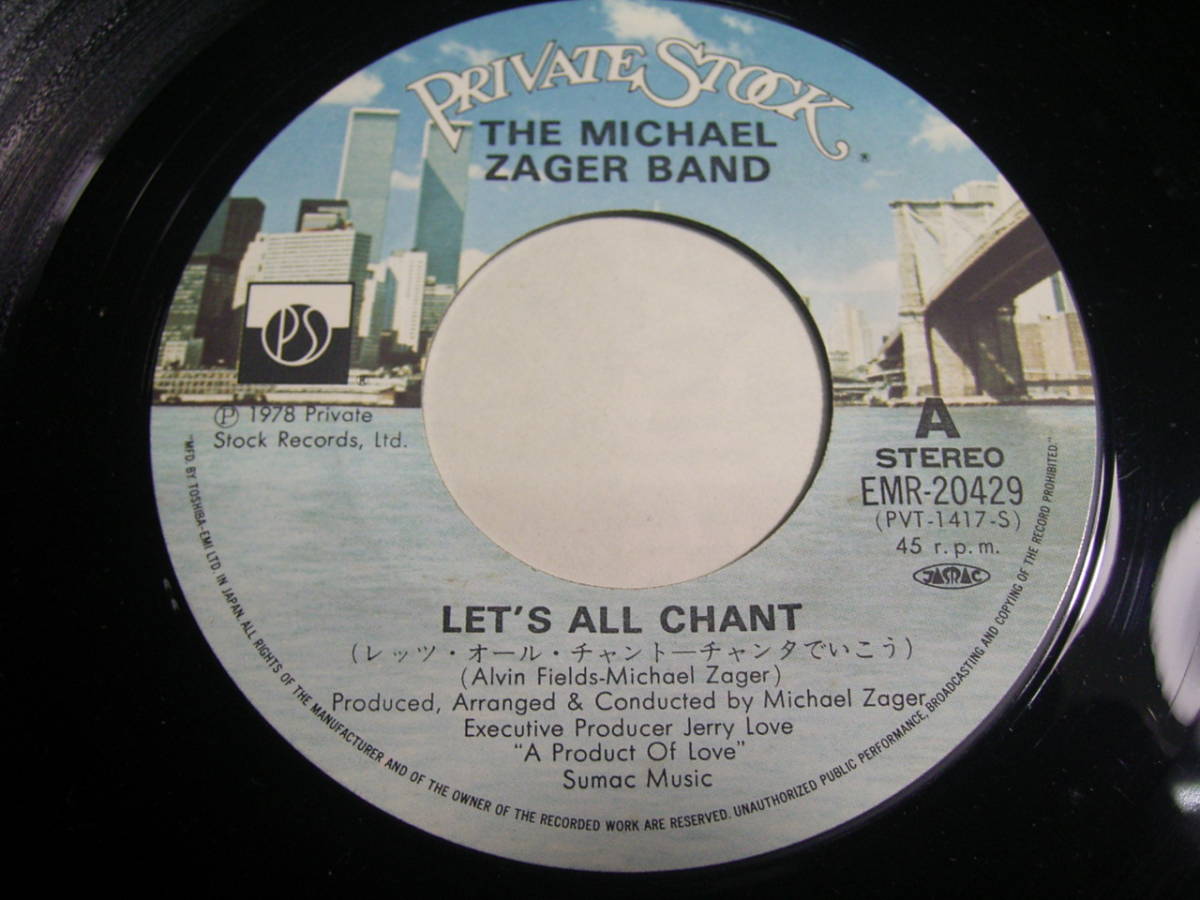 PRIVATE STOCK
THE MICHAEL
ZAGER BAND
PS
Ⓟ 1978 Private
Stock Records, Ltd.
A
STEREO
EMR-20429
(PVT-1417-S)
45 r.p.m.
JASRAC
LET'S ALL CHANT
(レッツ・オール・チャント―チャンタでいこう)
(Alvin Fields-Michael Zager)
Produced, Arranged & Conducted by Michael Zager
Executive Producer Jerry Love
"A Product Of Love"
Sumac Music
"MFD. BY TOSHIBA-EMI LTD. IN JAPAN. ALL RIGHTS OF THE MANUFACTURER AND OF THE OWNER OF THE RECORDED WORK ARE RESERVED. UNAUTHORIZED PUBLIC PERFORMANCE, BROADCASTING AND COPYING OF THE RECORD PROHIBITED."